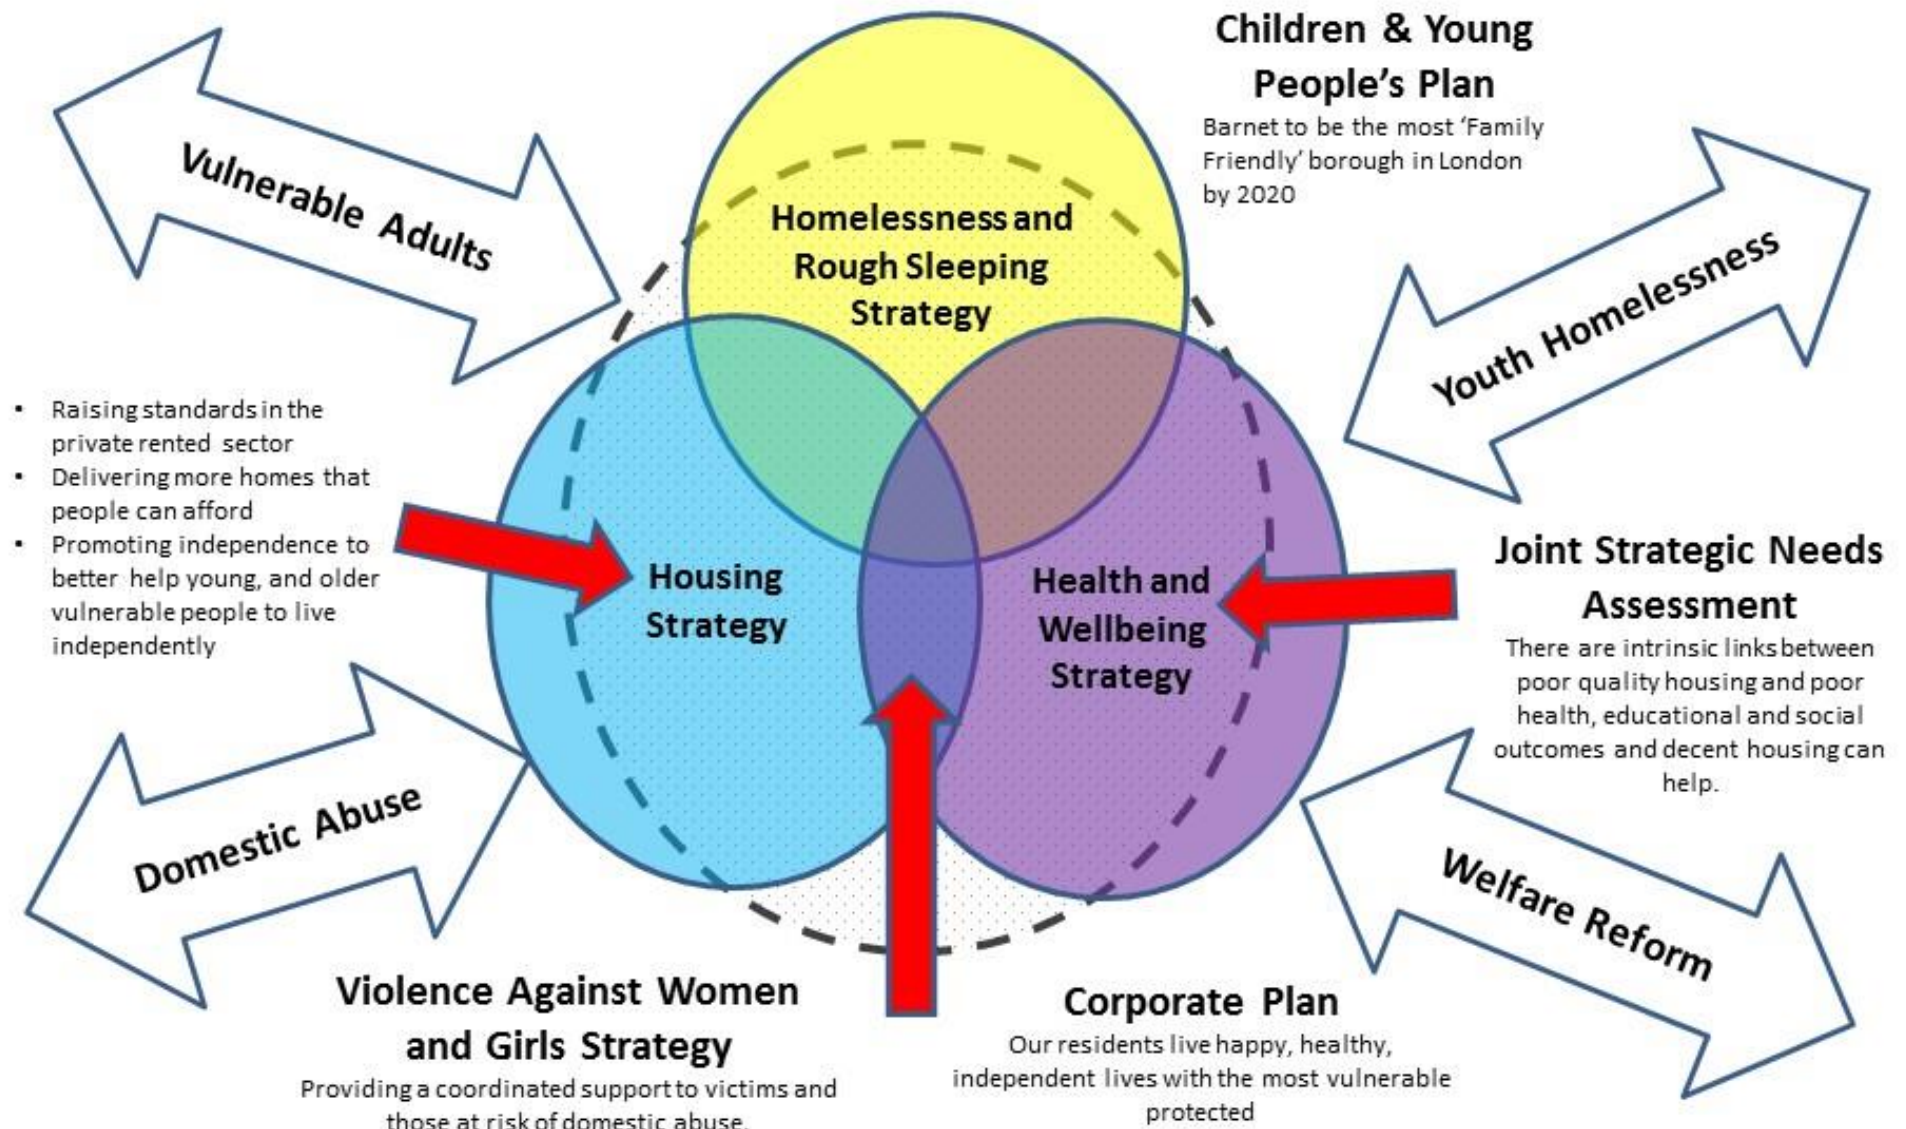 Children & Young
People's Plan
Barnet to be the most ‘Family
Friendly’ borough in London
by 2020
Vulnerable Adults
Homelessness and
Rough Sleeping
Strategy
Youth Homelessness
• Raising standards in the
private rented sector
• Delivering more homes that
people can afford
• Promoting independence to
better help young, and older
vulnerable people to live
independently
Housing
Strategy
Health and
Wellbeing
Strategy
Joint Strategic Needs
Assessment
There are intrinsic links between
poor quality housing and poor
health, educational and social
outcomes and decent housing can
help.
Domestic Abuse
Welfare Reform
Violence Against Women
and Girls Strategy
Providing a coordinated support to victims and
those at risk of domestic abuse.
Corporate Plan
Our residents live happy, healthy,
independent lives with the most vulnerable
protected